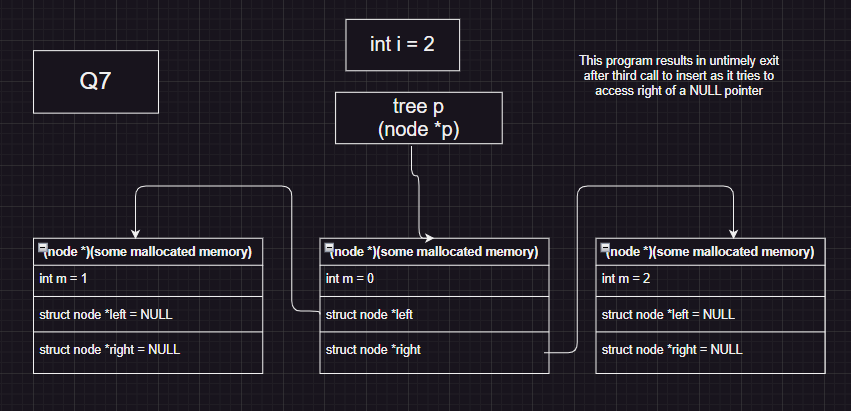 int i = 2
Q7
This program results in untimely exit
after third call to insert as it tries to
access right of a NULL pointer
tree p
(node *p)
(node *)(some mallocated memory)
int m = 1
struct node *left = NULL
struct node *right = NULL
(node *)(some mallocated memory)
int m = 0
struct node *left
struct node *right
(node *)(some mallocated memory)
int m = 2
struct node *left = NULL
struct node *right = NULL